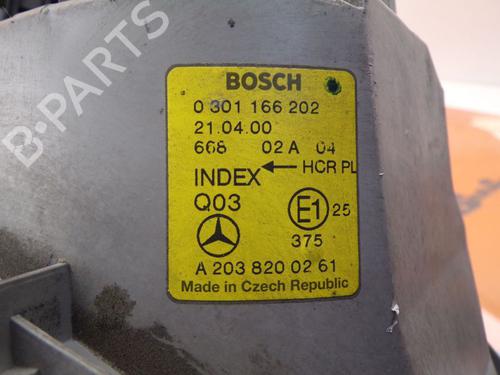 BOSCH
0 301 166 202
21.04.00
668 02 A 04
INDEX ← HCR PL
Q03
E1 25
375
A 203 820 02 61
Made in Czech Republic
B-PARTS